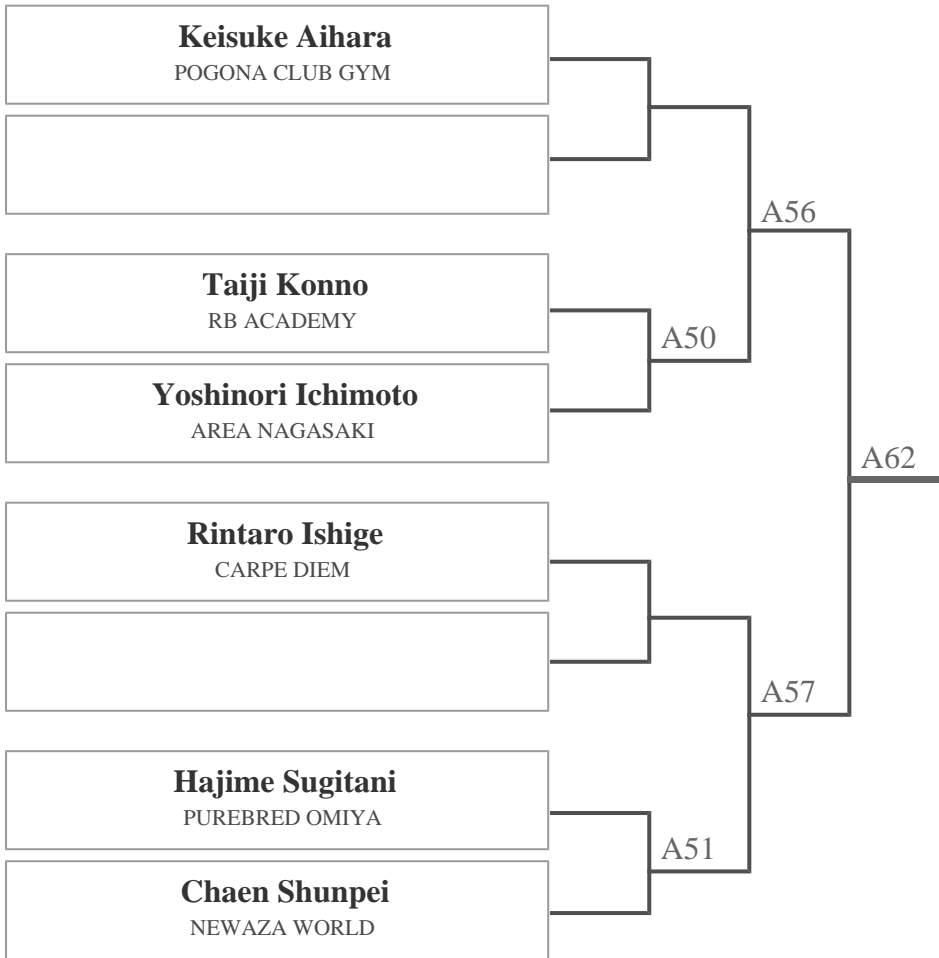 Keisuke Aihara
POGONA CLUB GYM
A56
Taiji Konno
RB ACADEMY
A50
Yoshinori Ichimoto
AREA NAGASAKI
A62
Rintaro Ishige
CARPE DIEM
A57
Hajime Sugitani
PUREBRED OMIYA
A51
Chaen Shunpei
NEWAZA WORLD